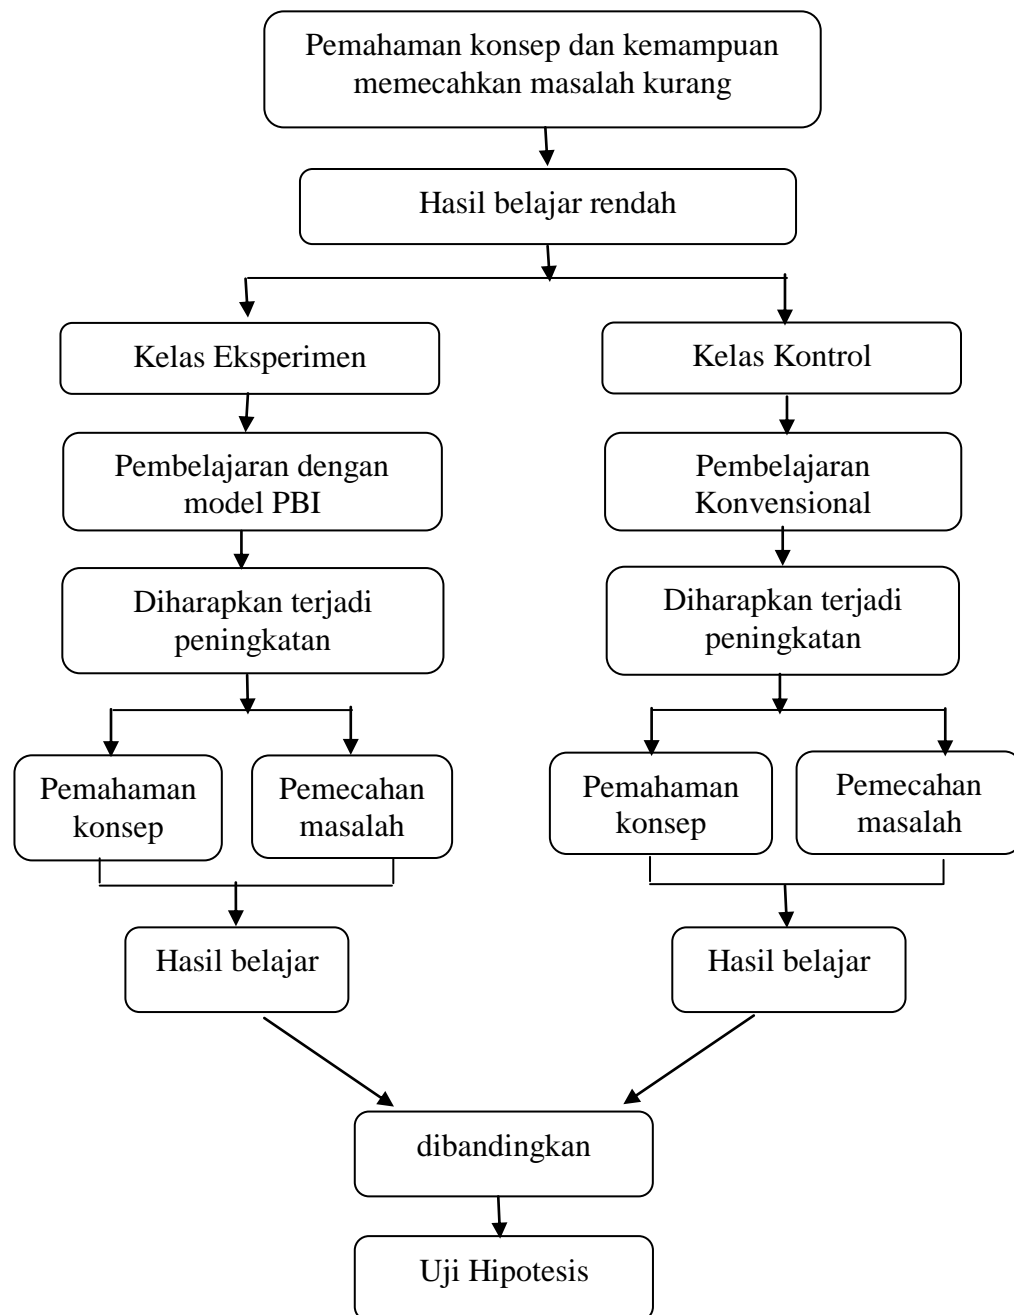 Pemahaman konsep dan kemampuan
memecahkan masalah kurang
Hasil belajar rendah
Kelas Eksperimen
Kelas Kontrol
Pembelajaran dengan
model PBI
Pembelajaran
Konvensional
Diharapkan terjadi
peningkatan
Diharapkan terjadi
peningkatan
Pemahaman
konsep
Pemecahan
masalah
Pemahaman
konsep
Pemecahan
masalah
Hasil belajar
Hasil belajar
dibandingkan
Uji Hipotesis